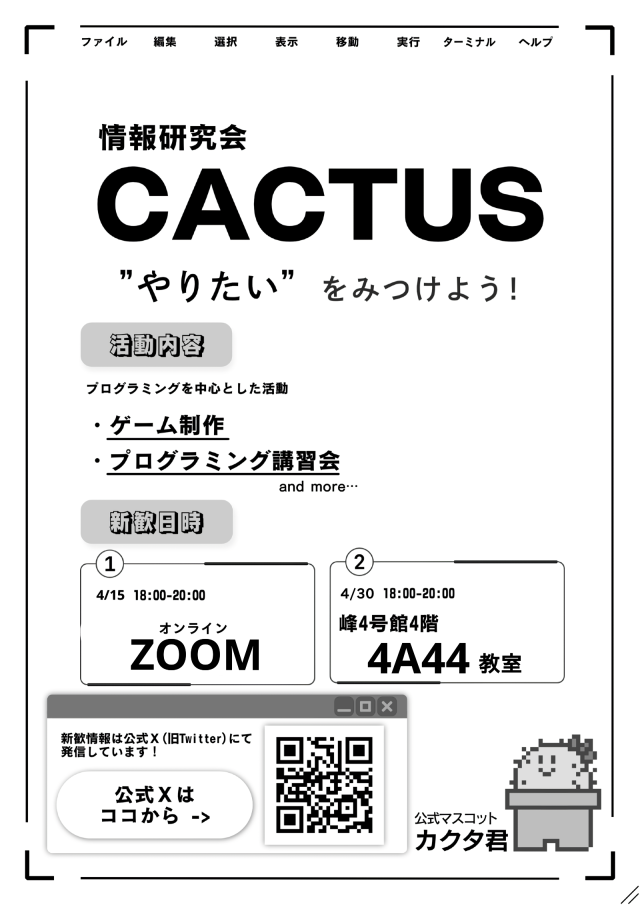 ファイル 編集 選択 表示 移動 実行 ターミナル ヘルプ
情報研究会
CACTUS
”やりたい” をみつけよう!
活動内容
プログラミングを中心とした活動
・ゲーム制作
・プログラミング講習会
and more…
新歓日時
1
4/15 18:00-20:00
オンライン
ZOOM
2
4/30 18:00-20:00
峰4号館4階
4A44 教室
新歓情報は公式X(旧Twitter)にて
発信しています!
公式Xは
ココから ->
公式マスコット
カクタ君